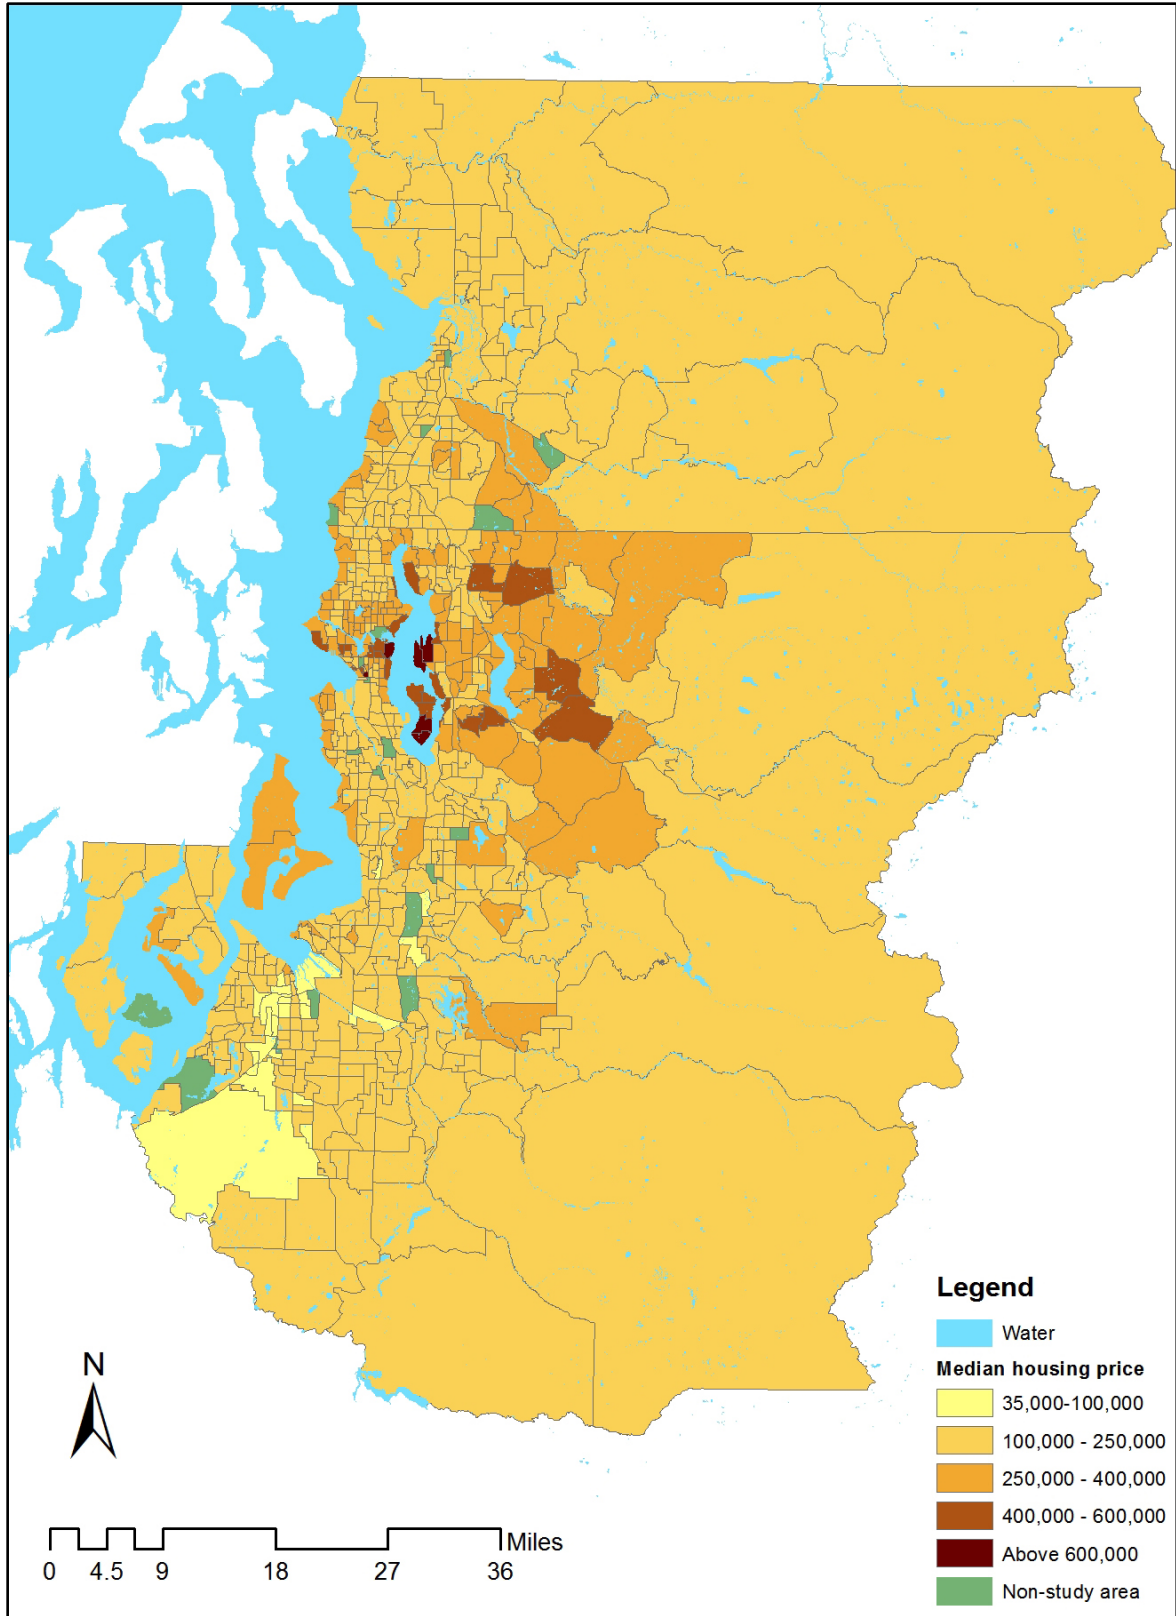 Legend
Water
Median housing price
35,000-100,000
100,000 - 250,000
250,000 - 400,000
400,000 - 600,000
Above 600,000
Non-study area
N
Miles
0 4.5 9 18 27 36